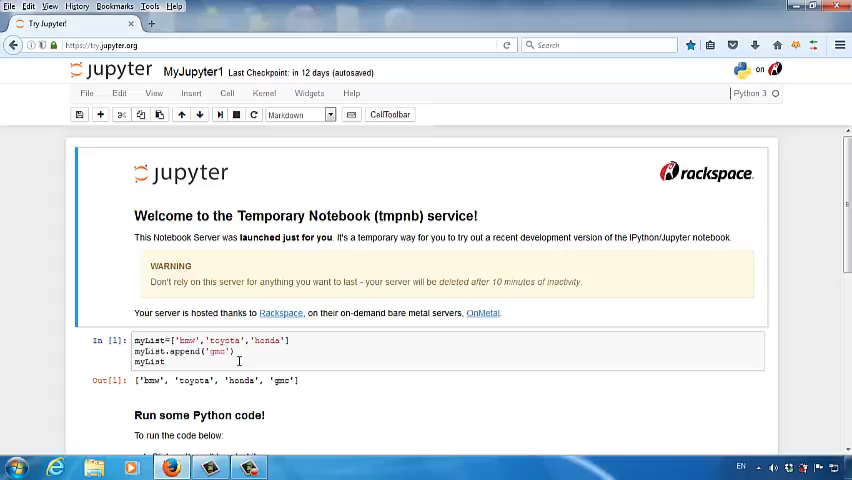 File Edit View History Bookmarks Tools Help
Try Jupyter!
https://try.jupyter.org
Search
jupyter MyJupyter1 Last Checkpoint: in 12 days (autosaved)
on
File Edit View Insert Cell Kernel Widgets Help
Python 3
Markdown
CellToolbar
jupyter
rackspace.
Welcome to the Temporary Notebook (tmpnb) service!
This Notebook Server was launched just for you. It's a temporary way for you to try out a recent development version of the IPython/Jupyter notebook.
WARNING
Don't rely on this server for anything you want to last - your server will be deleted after 10 minutes of inactivity.
Your server is hosted thanks to Rackspace, on their on-demand bare metal servers, OnMetal.
In [1]: myList=['bmw','toyota','honda']
myList.append('gmc')
myList
Out[1]: ['bmw', 'toyota', 'honda', 'gmc']
Run some Python code!
To run the code below:
EN